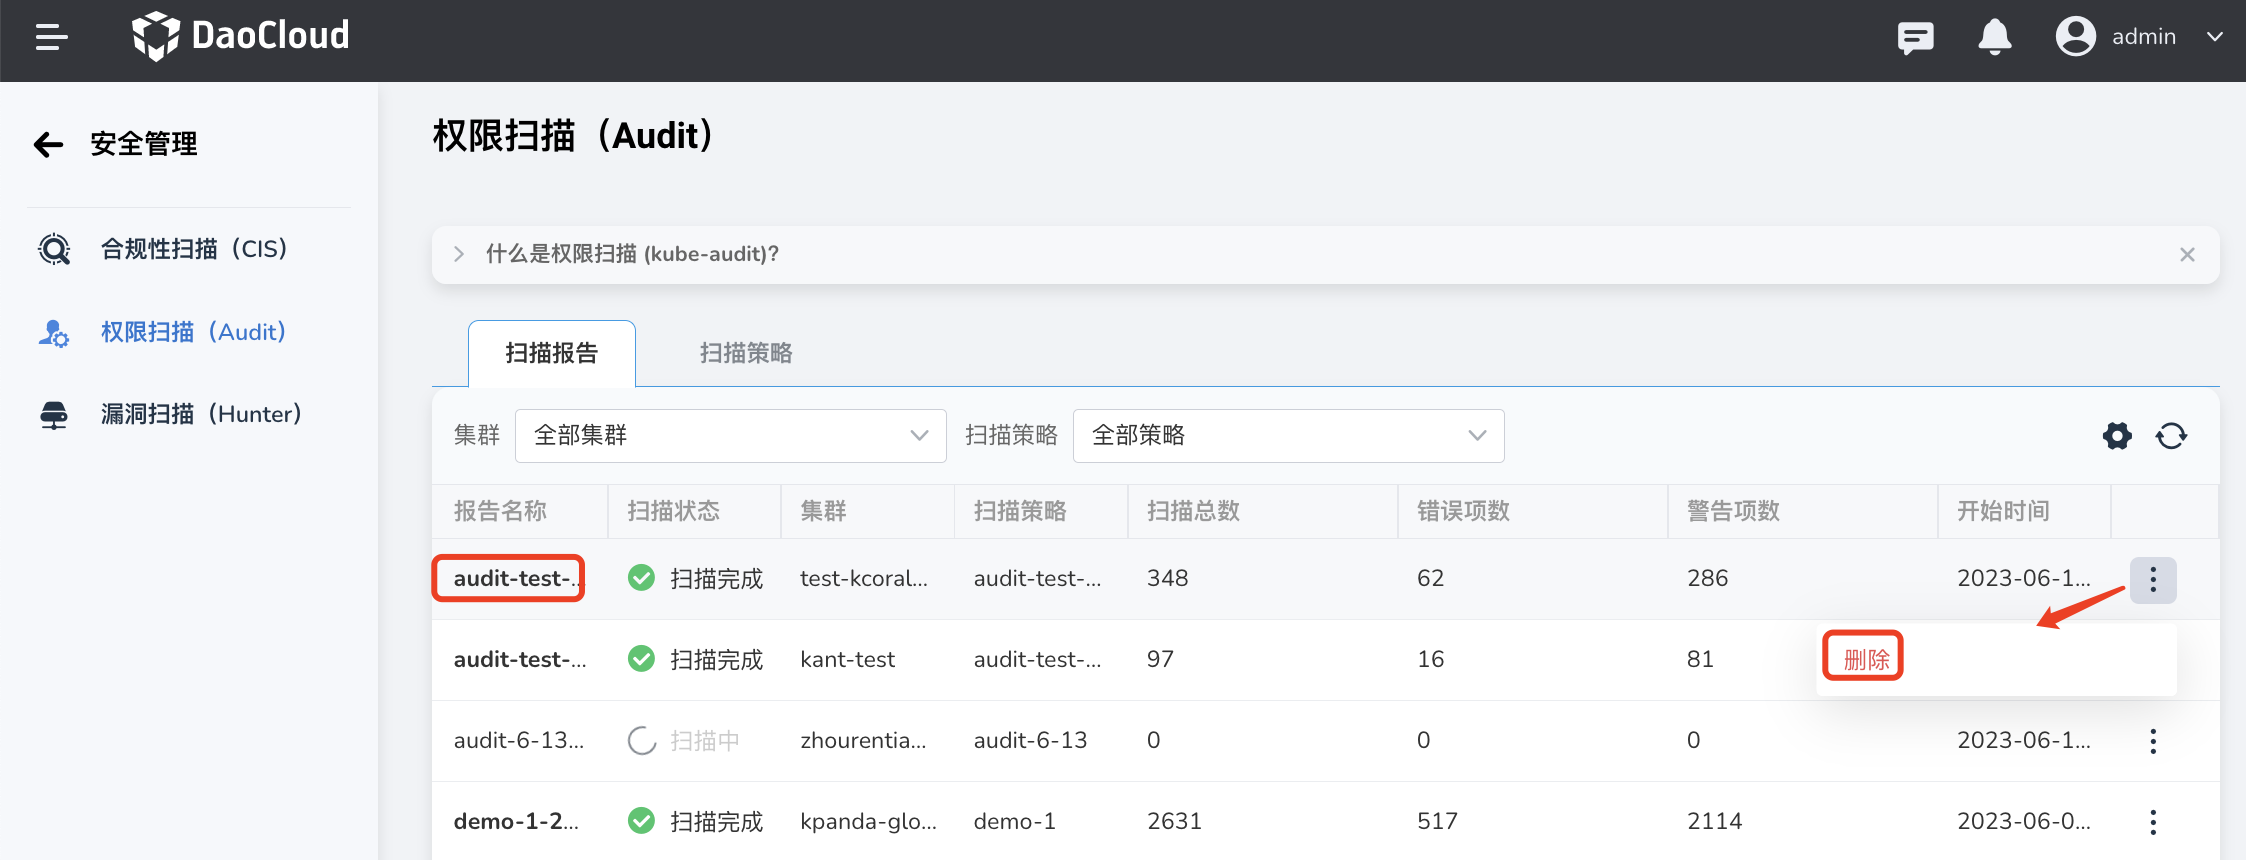 DaoCloud
admin
安全管理
合规性扫描（CIS）
权限扫描（Audit）
漏洞扫描（Hunter）
权限扫描（Audit）
什么是权限扫描 (kube-audit)?
扫描报告 扫描策略
集群 全部集群 扫描策略 全部策略
报告名称 扫描状态 集群 扫描策略 扫描总数 错误项数 警告项数 开始时间
audit-test-... 扫描完成 test-kcoral... audit-test-... 348 62 286 2023-06-1...
audit-test-... 扫描完成 kant-test audit-test-... 97 16 81
删除
audit-6-13... 扫描中 zhourentia... audit-6-13 0 0 0 2023-06-1...
demo-1-2... 扫描完成 kpanda-glo... demo-1 2631 517 2114 2023-06-0...